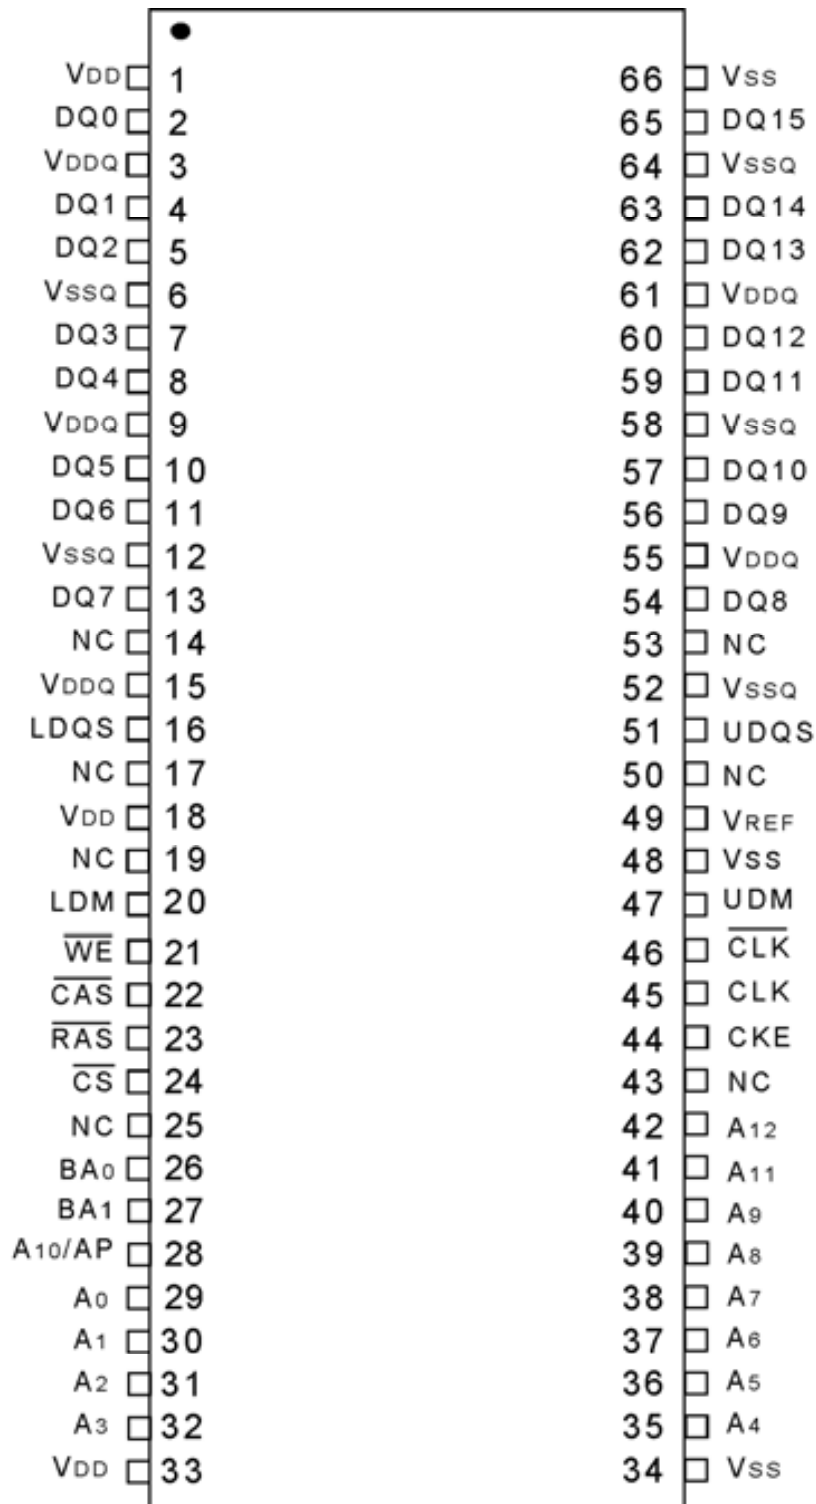 VDD 1 66 VSS
DQ0 2 65 DQ15
VDDQ 3 64 VSSQ
DQ1 4 63 DQ14
DQ2 5 62 DQ13
VSSQ 6 61 VDDQ
DQ3 7 60 DQ12
DQ4 8 59 DQ11
VDDQ 9 58 VSSQ
DQ5 10 57 DQ10
DQ6 11 56 DQ9
VSSQ 12 55 VDDQ
DQ7 13 54 DQ8
NC 14 53 NC
VDDQ 15 52 VSSQ
LDQS 16 51 UDQS
NC 17 50 NC
VDD 18 49 VREF
NC 19 48 VSS
LDM 20 47 UDM
W̅E̅ 21 46 C̅L̅K̅
C̅A̅S̅ 22 45 CLK
R̅A̅S̅ 23 44 CKE
C̅S̅ 24 43 NC
NC 25 42 A12
BA0 26 41 A11
BA1 27 40 A9
A10/AP 28 39 A8
A0 29 38 A7
A1 30 37 A6
A2 31 36 A5
A3 32 35 A4
VDD 33 34 VSS